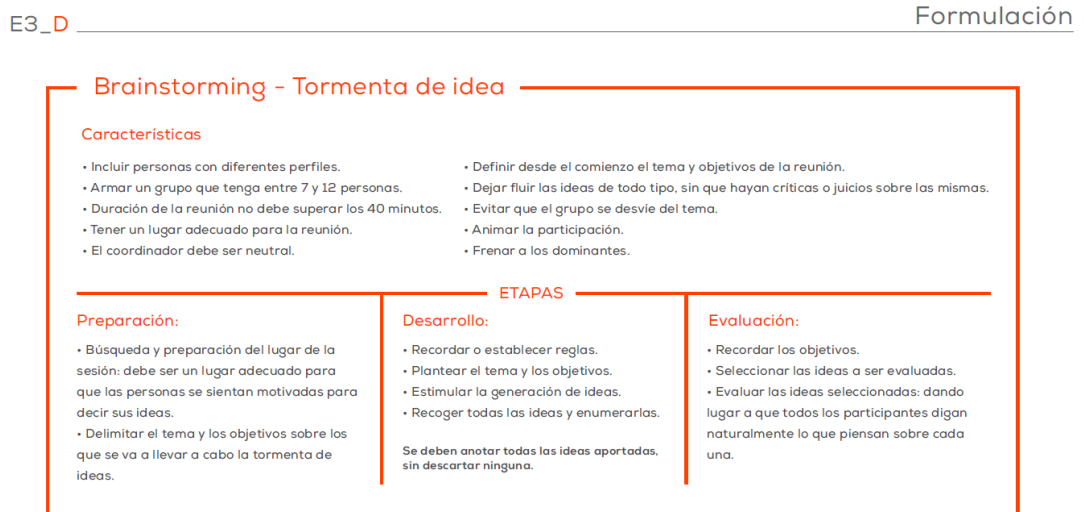 E3_D
Formulación
Brainstorming - Tormenta de idea
Características
• Incluir personas con diferentes perfiles.
• Armar un grupo que tenga entre 7 y 12 personas.
• Duración de la reunión no debe superar los 40 minutos.
• Tener un lugar adecuado para la reunión.
• El coordinador debe ser neutral.
• Definir desde el comienzo el tema y objetivos de la reunión.
• Dejar fluir las ideas de todo tipo, sin que hayan críticas o juicios sobre las mismas.
• Evitar que el grupo se desvíe del tema.
• Animar la participación.
• Frenar a los dominantes.
ETAPAS
Preparación:
• Búsqueda y preparación del lugar de la
sesión: debe ser un lugar adecuado para
que las personas se sientan motivadas para
decir sus ideas.
• Delimitar el tema y los objetivos sobre los
que se va a llevar a cabo la tormenta de
ideas.
Desarrollo:
• Recordar o establecer reglas.
• Plantear el tema y los objetivos.
• Estimular la generación de ideas.
• Recoger todas las ideas y enumerarlas.
Se deben anotar todas las ideas aportadas,
sin descartar ninguna.
Evaluación:
• Recordar los objetivos.
• Seleccionar las ideas a ser evaluadas.
• Evaluar las ideas seleccionadas: dando
lugar a que todos los participantes digan
naturalmente lo que piensan sobre cada
una.